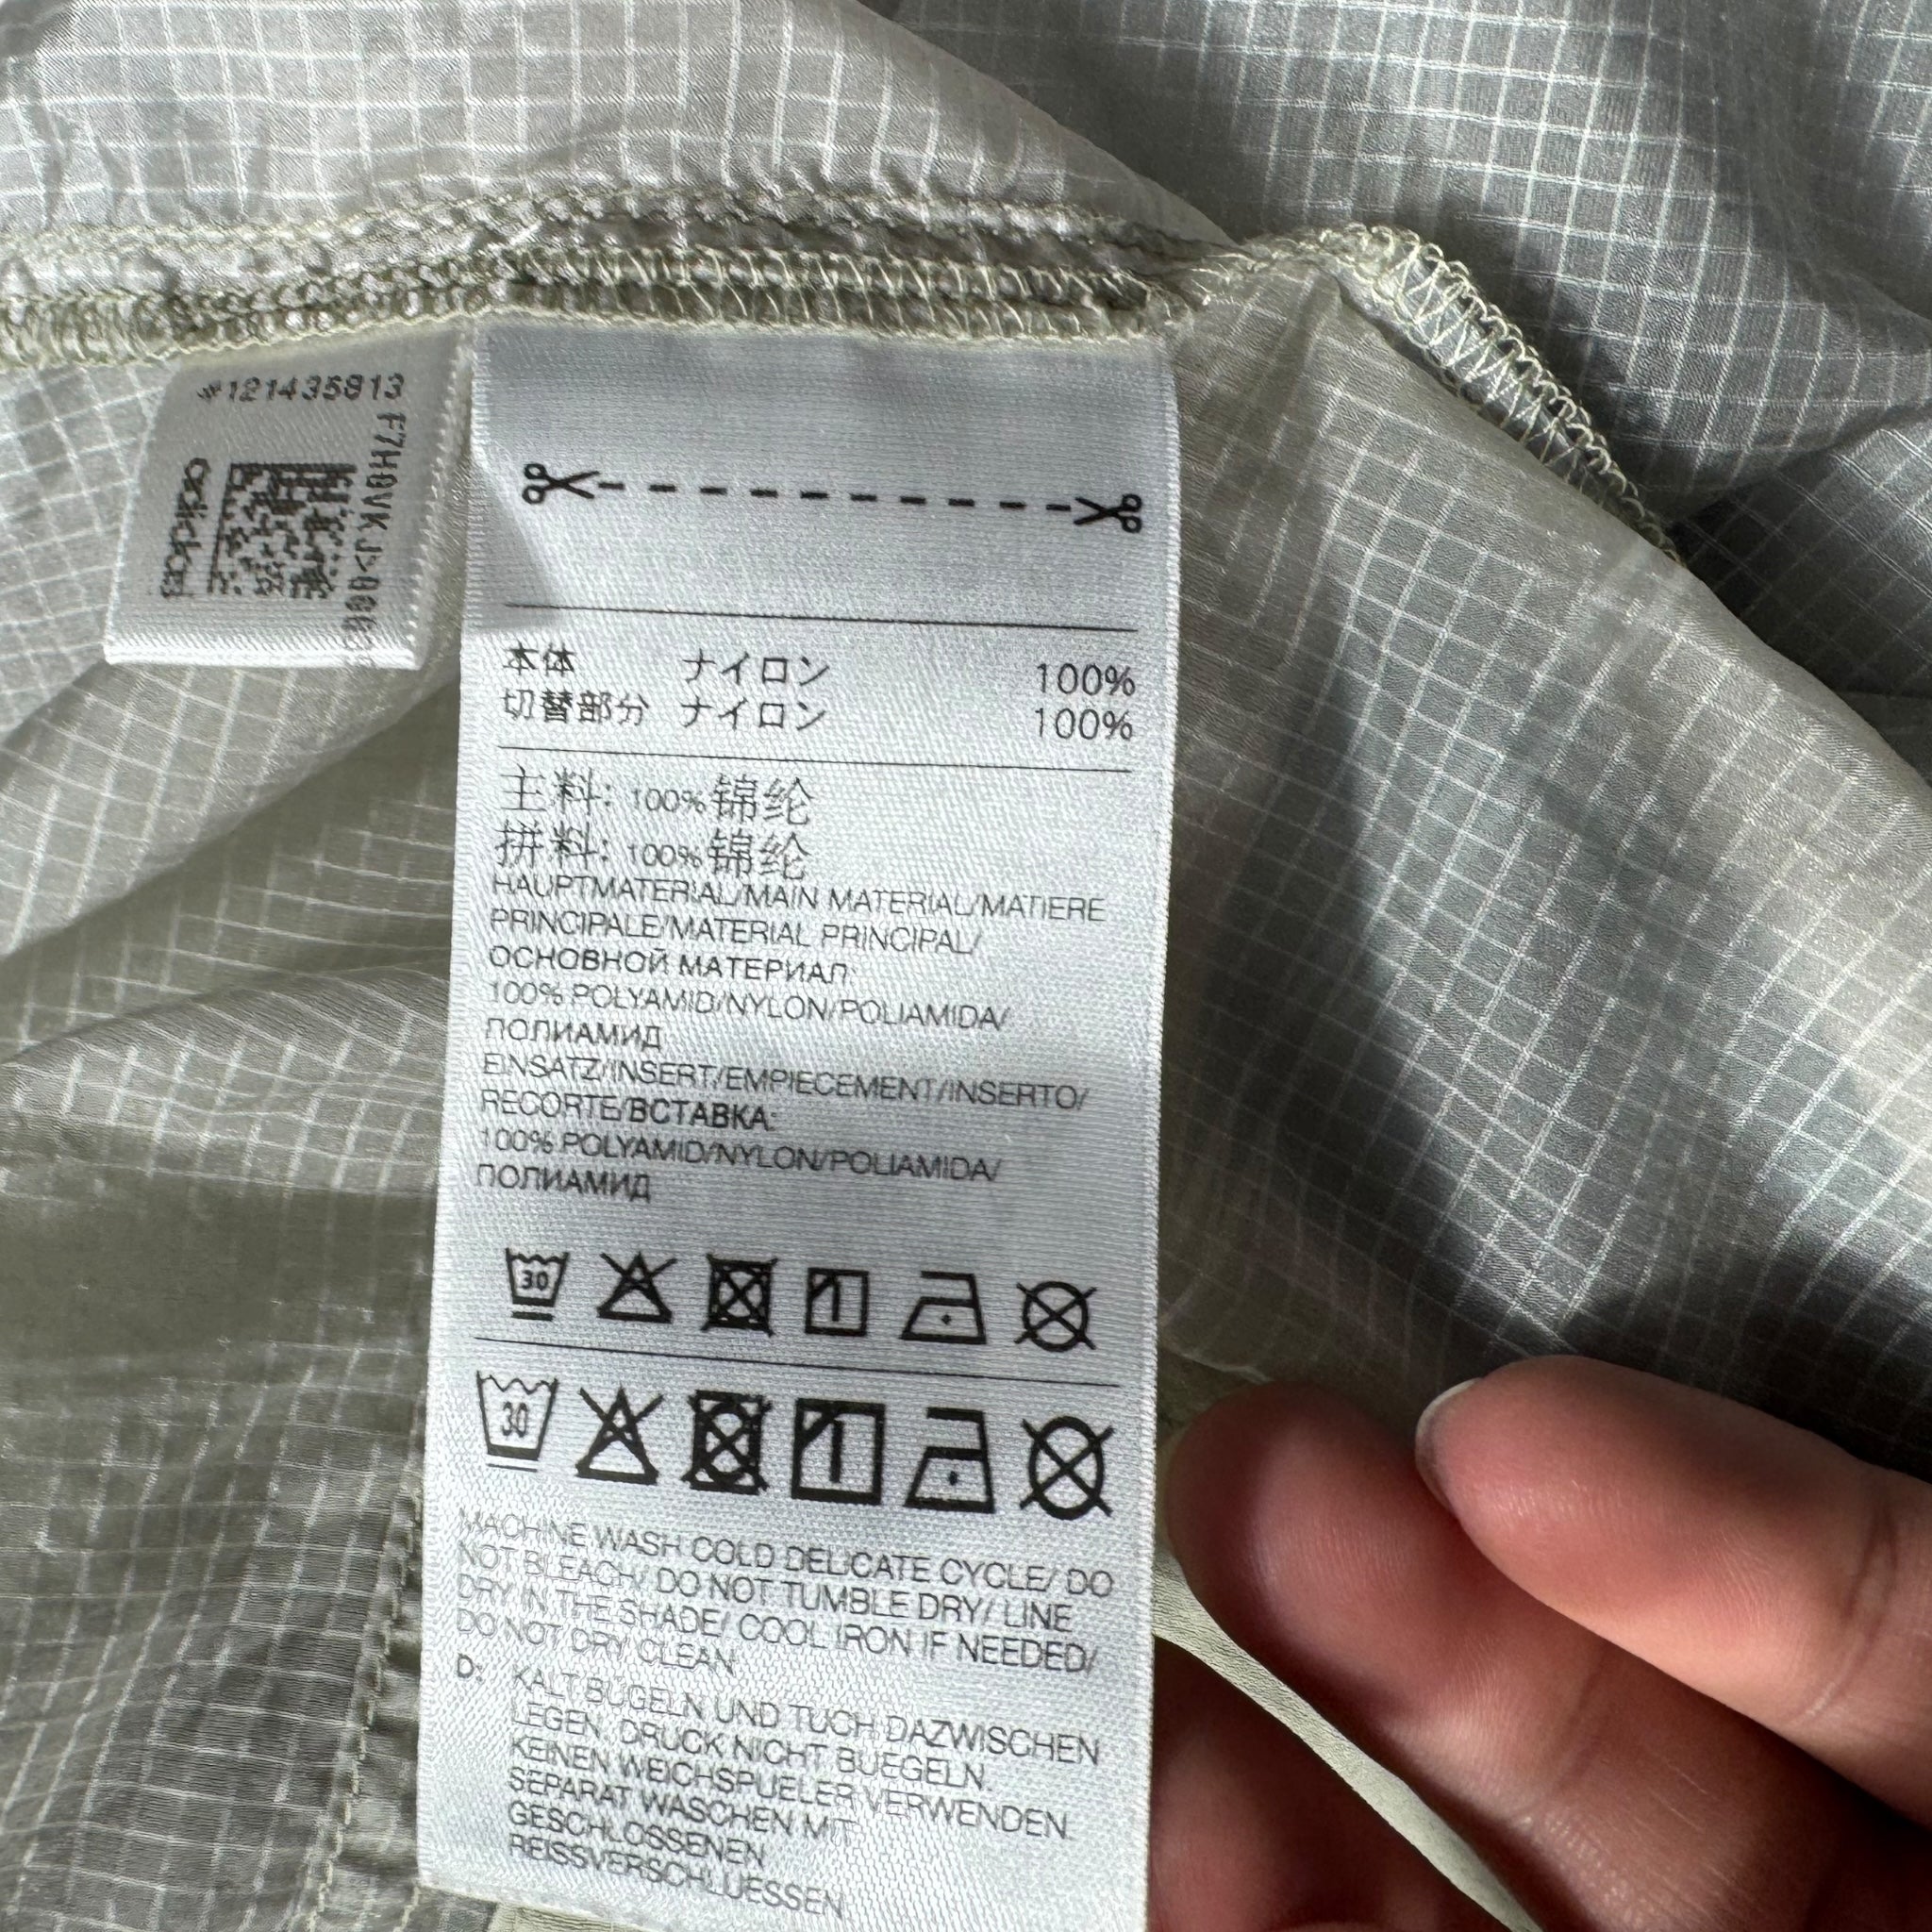 #121435813
adidas
本体 ナイロン 100%
切替部分 ナイロン 100%
主料: 100%锦纶
拼料: 100%锦纶
HAUPTMATERIAL/MAIN MATERIAL/MATIERE
PRINCIPALE/MATERIAL PRINCIPAL/
ОСНОВНОЙ МАТЕРИАЛ:
100% POLYAMID/NYLON/POLIAMIDA/
ПОЛИАМИД
EINSATZ/INSERT/EMPIECEMENT/INSERTO/
RECORTE/ВСТАВКА:
100% POLYAMID/NYLON/POLIAMIDA/
ПОЛИАМИД
30
1
30
1
MACHINE WASH COLD DELICATE CYCLE/ DO
NOT BLEACH/ DO NOT TUMBLE DRY/ LINE
DRY IN THE SHADE/ COOL IRON IF NEEDED/
DO NOT DRY CLEAN
D: KALT BUGELN UND TUCH DAZWISCHEN
LEGEN. DRUCK NICHT BUEGELN.
KEINEN WEICHSPUELER VERWENDEN.
SEPARAT WASCHEN MIT
GESCHLOSSENEN
REISSVERSCHLUESSEN